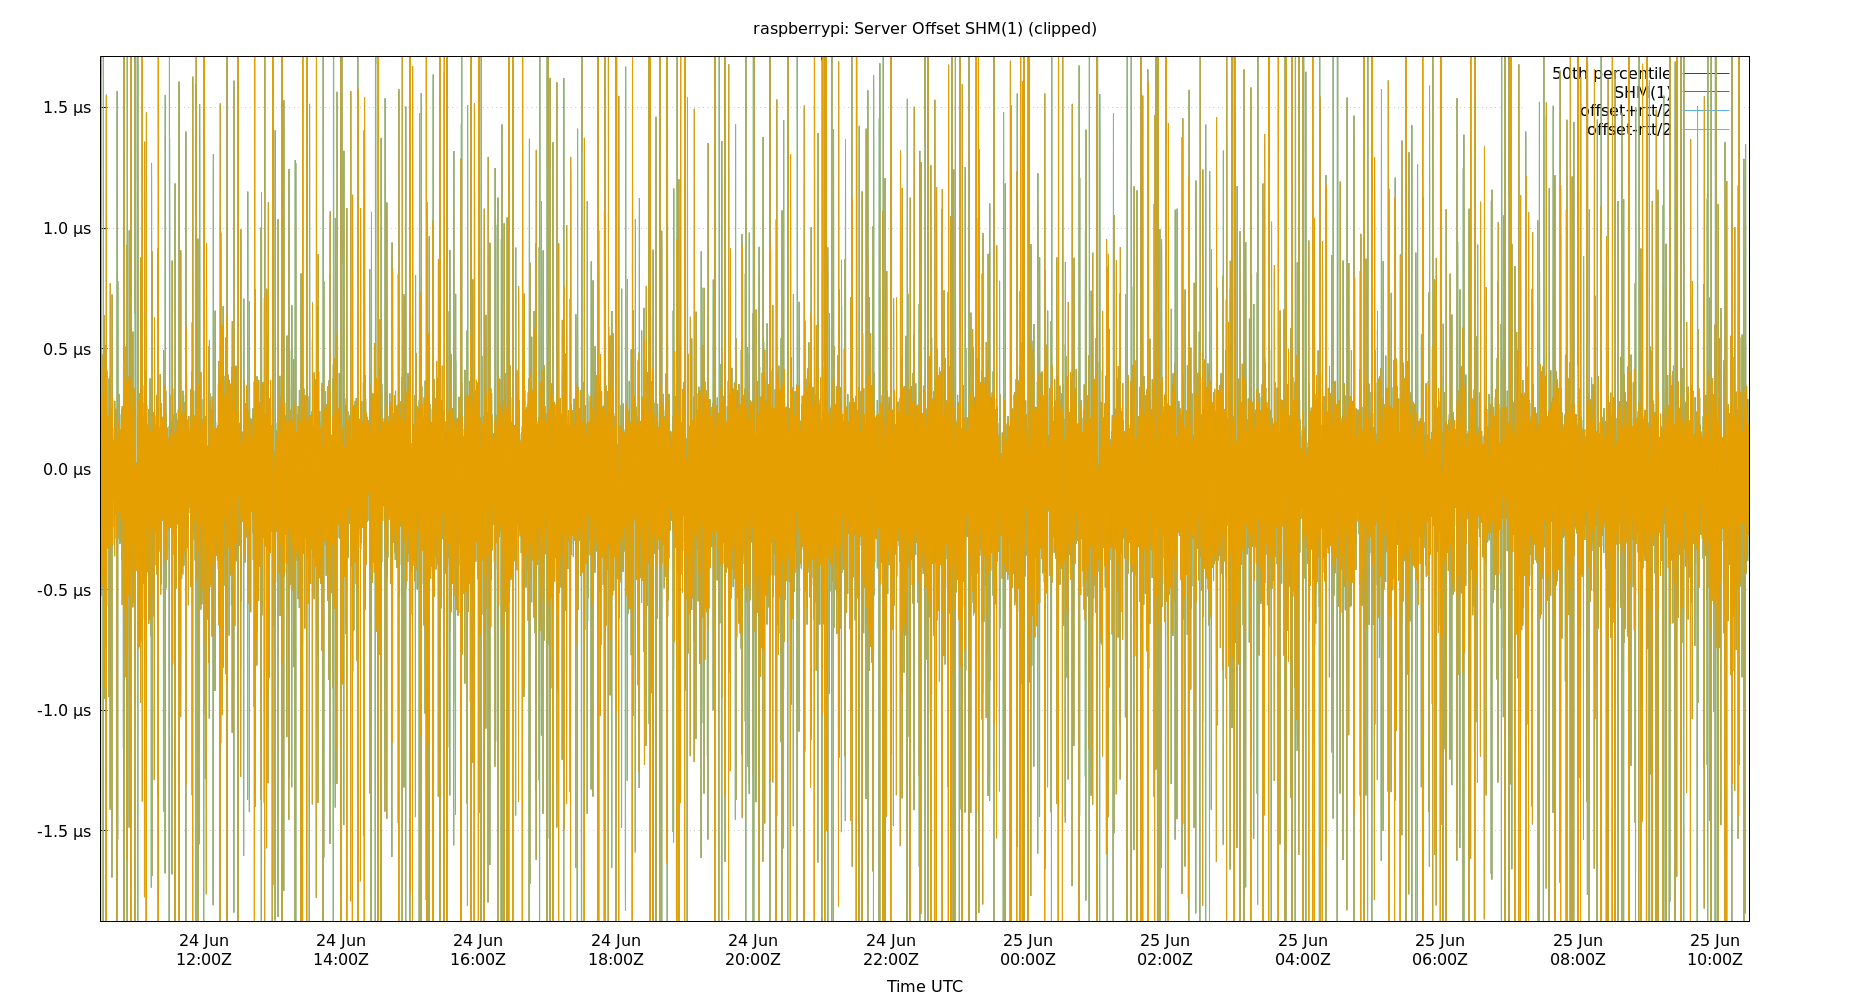 raspberrypi: Server Offset SHM(1) (clipped)
50th percentile
SHM(1)
offset+rtt/2
offset-rtt/2
1.5 µs
1.0 µs
0.5 µs
0.0 µs
-0.5 µs
-1.0 µs
-1.5 µs
24 Jun 24 Jun 24 Jun 24 Jun 24 Jun 24 Jun 25 Jun 25 Jun 25 Jun 25 Jun 25 Jun 25 Jun
12:00Z 14:00Z 16:00Z 18:00Z 20:00Z 22:00Z 00:00Z 02:00Z 04:00Z 06:00Z 08:00Z 10:00Z
Time UTC